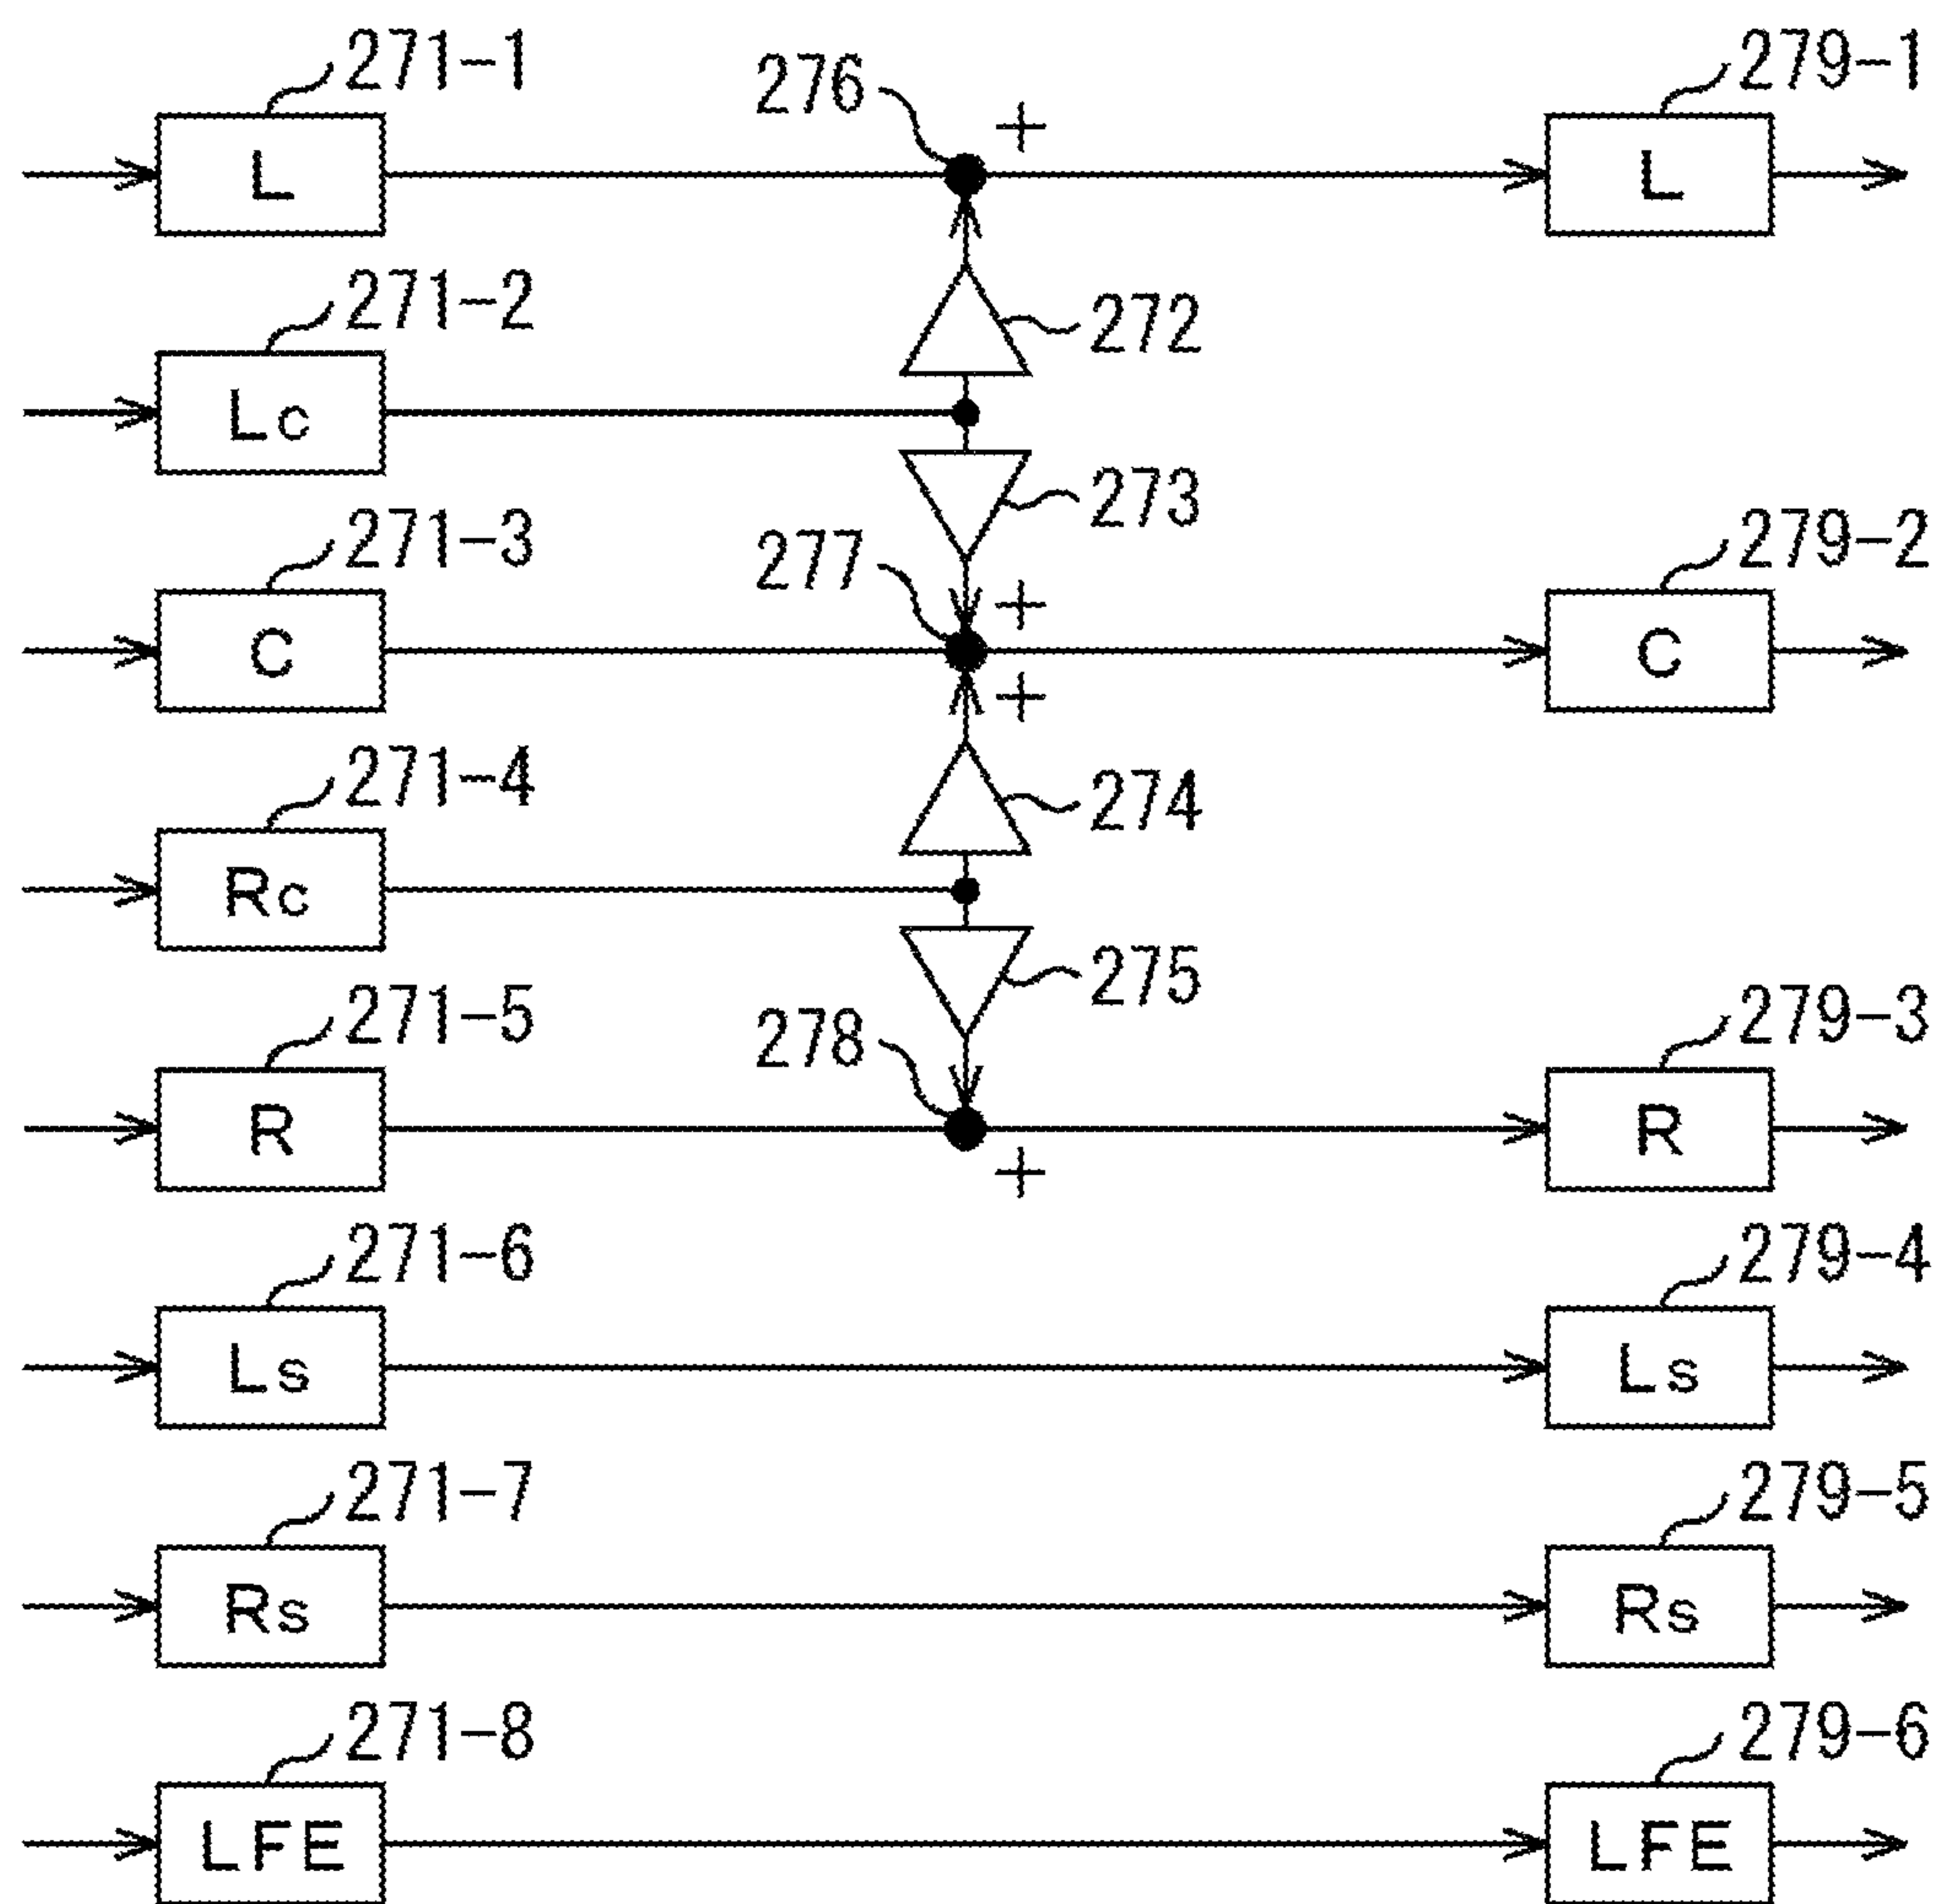 271-1 276 + 279-1
L L
271-2 272
Lc
273
271-3 277 + 279-2
C C
+
271-4 274
Rc
275
271-5 278 279-3
R R
+
271-6 279-4
Ls Ls
271-7 279-5
Rs Rs
271-8 279-6
LFE LFE